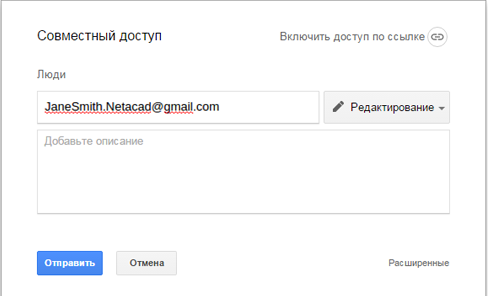 Совместный доступ
Включить доступ по ссылке
Люди
JaneSmith.Netacad@gmail.com
Редактирование
Добавьте описание
Отправить
Отмена
Расширенные